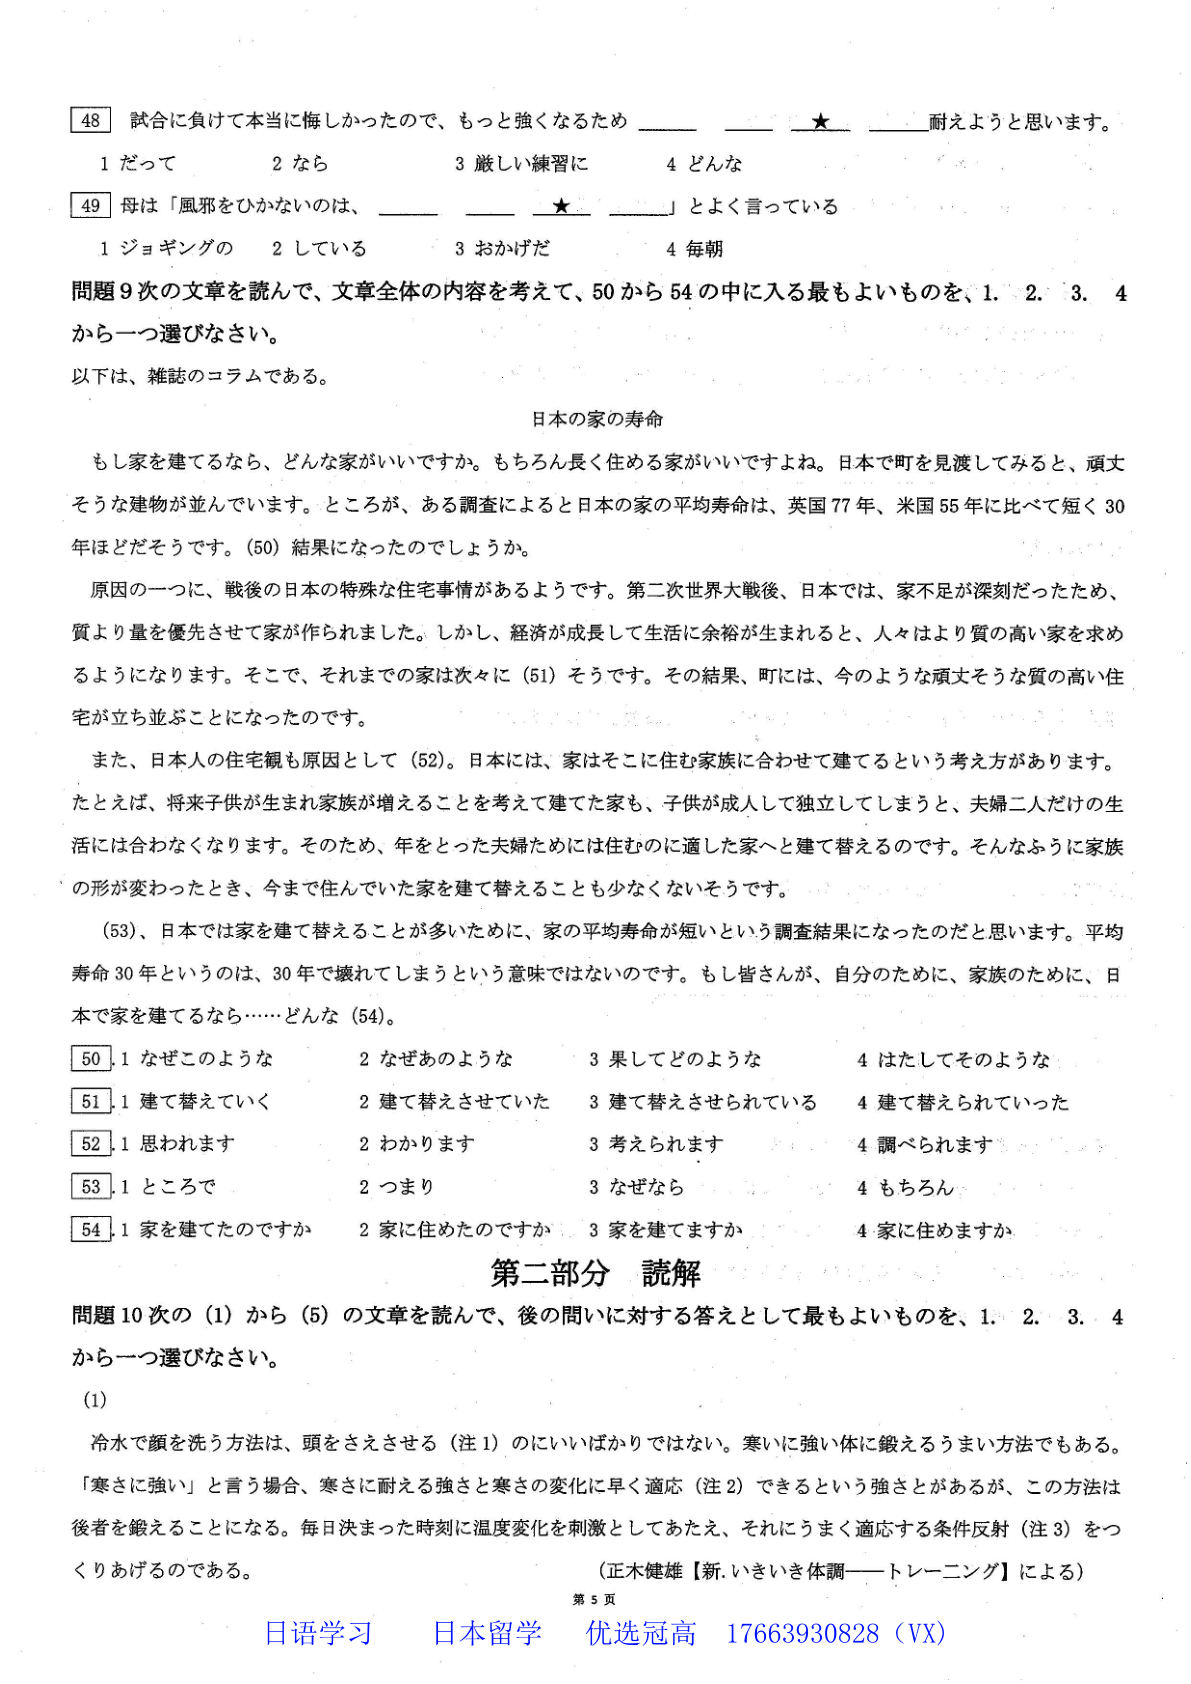 48 試合に負けて本当に悔しかったので、もっと強くなるため ______ _____ __★__ ______耐えようと思います。
1 だって 2 なら 3 厳しい練習に 4 どんな
49 母は「風邪をひかないのは、 ______ _____ __★__ ______」とよく言っている
1 ジョギングの 2 している 3 おかげだ 4 毎朝
問題９次の文章を読んで、文章全体の内容を考えて、50 から 54 の中に入る最もよいものを、1. 2. 3. 4
から一つ選びなさい。
以下は、雑誌のコラムである。
日本の家の寿命
もし家を建てるなら、どんな家がいいですか。もちろん長く住める家がいいですよね。日本で町を見渡してみると、頑丈
そうな建物が並んでいます。ところが、ある調査によると日本の家の平均寿命は、英国 77 年、米国 55 年に比べて短く 30
年ほどだそうです。（50）結果になったのでしょうか。
原因の一つに、戦後の日本の特殊な住宅事情があるようです。第二次世界大戦後、日本では、家不足が深刻だったため、
質より量を優先させて家が作られました。しかし、経済が成長して生活に余裕が生まれると、人々はより質の高い家を求め
るようになります。そこで、それまでの家は次々に（51）そうです。その結果、町には、今のような頑丈そうな質の高い住
宅が立ち並ぶことになったのです。
また、日本人の住宅観も原因として（52）。日本には、家はそこに住む家族に合わせて建てるという考え方があります。
たとえば、将来子供が生まれ家族が増えることを考えて建てた家も、子供が成人して独立してしまうと、夫婦二人だけの生
活には合わなくなります。そのため、年をとった夫婦ためには住むのに適した家へと建て替えるのです。そんなふうに家族
の形が変わったとき、今まで住んでいた家を建て替えることも少なくないそうです。
（53）、日本では家を建て替えることが多いために、家の平均寿命が短いという調査結果になったのだと思います。平均
寿命 30 年というのは、30 年で壊れてしまうという意味ではないのです。もし皆さんが、自分のために、家族のために、日
本で家を建てるなら……どんな（54）。
50 .1 なぜこのような 2 なぜあのような 3 果してどのような 4 はたしてそのような
51 .1 建て替えていく 2 建て替えさせていた 3 建て替えさせられている 4 建て替えられていった
52 .1 思われます 2 わかります 3 考えられます 4 調べられます
53 .1 ところで 2 つまり 3 なぜなら 4 もちろん
54 .1 家を建てたのですか 2 家に住めたのですか 3 家を建てますか 4 家に住めますか
第二部分 読解
問題 10 次の（1）から（5）の文章を読んで、後の問いに対する答えとして最もよいものを、1. 2. 3. 4
から一つ選びなさい。
（1）
冷水で顔を洗う方法は、頭をさえさせる（注 1）のにいいばかりではない。寒いに強い体に鍛えるうまい方法でもある。
「寒さに強い」と言う場合、寒さに耐える強さと寒さの変化に早く適応（注 2）できるという強さとがあるが、この方法は
後者を鍛えることになる。毎日決まった時刻に温度変化を刺激としてあたえ、それにうまく適応する条件反射（注 3）をつ
くりあげるのである。 （正木健雄【新. いきいき体調――トレー二ング】による）
第 5 页
日语学习 日本留学 优选冠高 17663930828（VX）